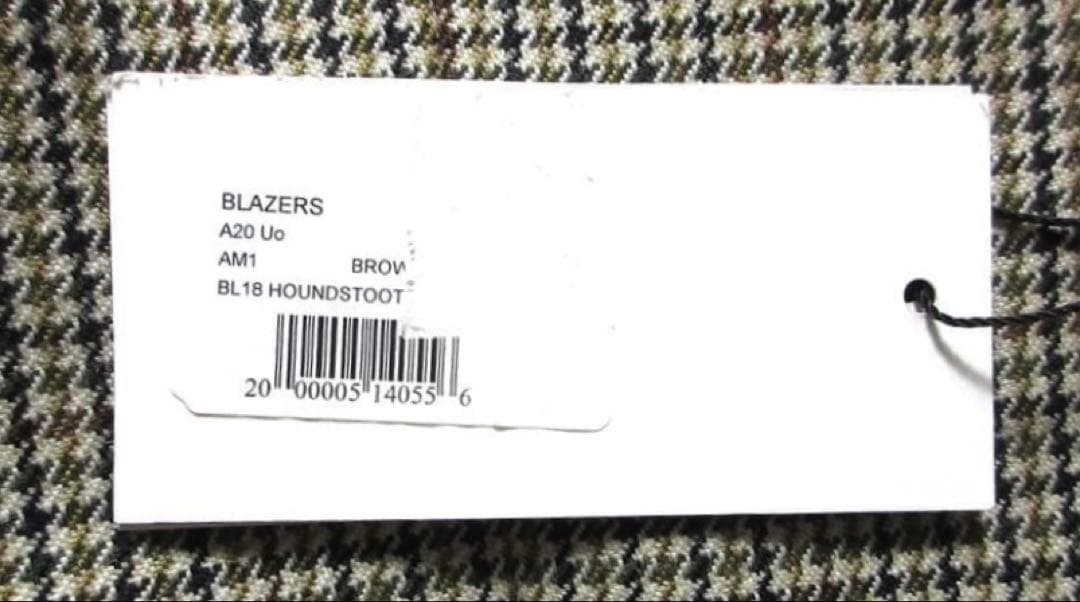 BLAZERS
A20 Uo
AM1 BROW
BL18 HOUNDSTOOT
20 00005 14055 6